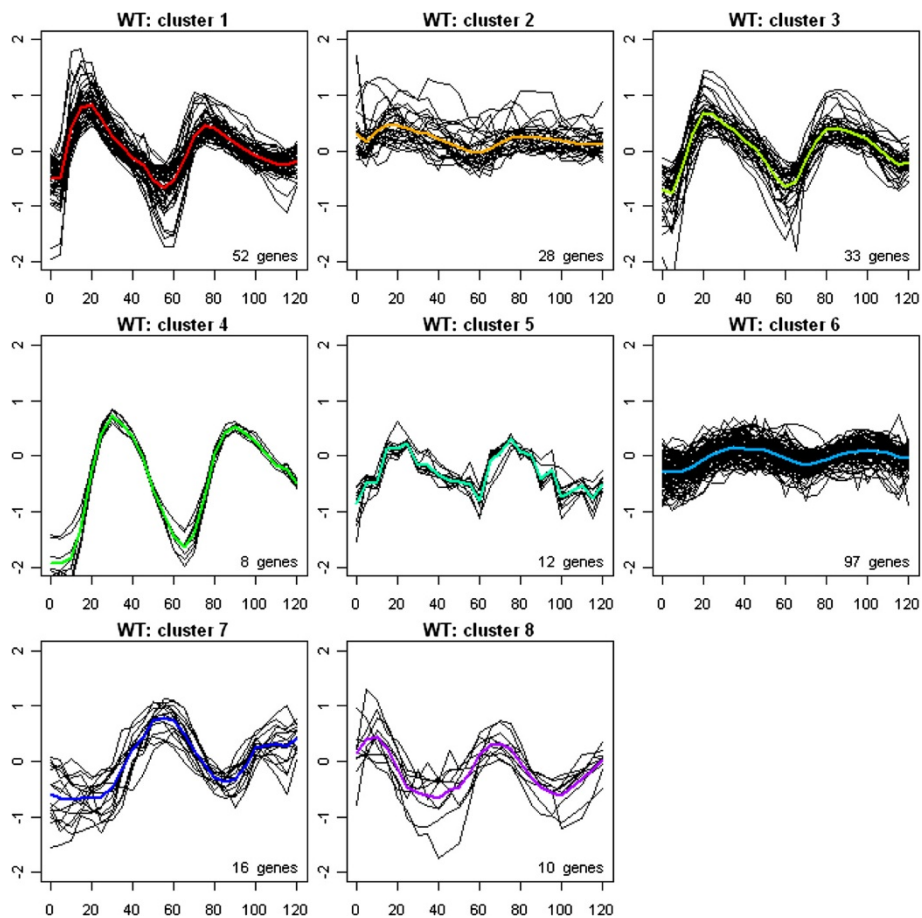 WT: cluster 1
2
1
0
-1
-2
52 genes
0 20 40 60 80 100 120
WT: cluster 2
2
1
0
-1
-2
28 genes
0 20 40 60 80 100 120
WT: cluster 3
2
1
0
-1
-2
33 genes
0 20 40 60 80 100 120
WT: cluster 4
2
1
0
-1
-2
8 genes
0 20 40 60 80 100 120
WT: cluster 5
2
1
0
-1
-2
12 genes
0 20 40 60 80 100 120
WT: cluster 6
2
1
0
-1
-2
97 genes
0 20 40 60 80 100 120
WT: cluster 7
2
1
0
-1
-2
16 genes
0 20 40 60 80 100 120
WT: cluster 8
2
1
0
-1
-2
10 genes
0 20 40 60 80 100 120